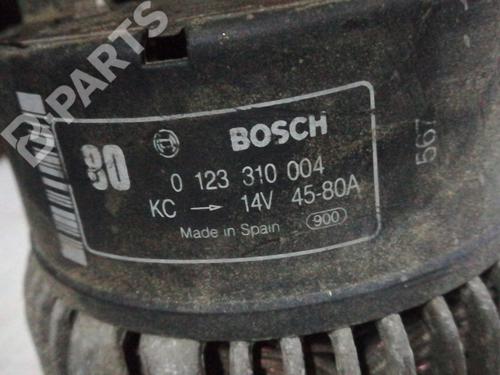 B-PARTS
80 BOSCH
0 123 310 004
KC → 14V 45-80A
Made in Spain 900
567